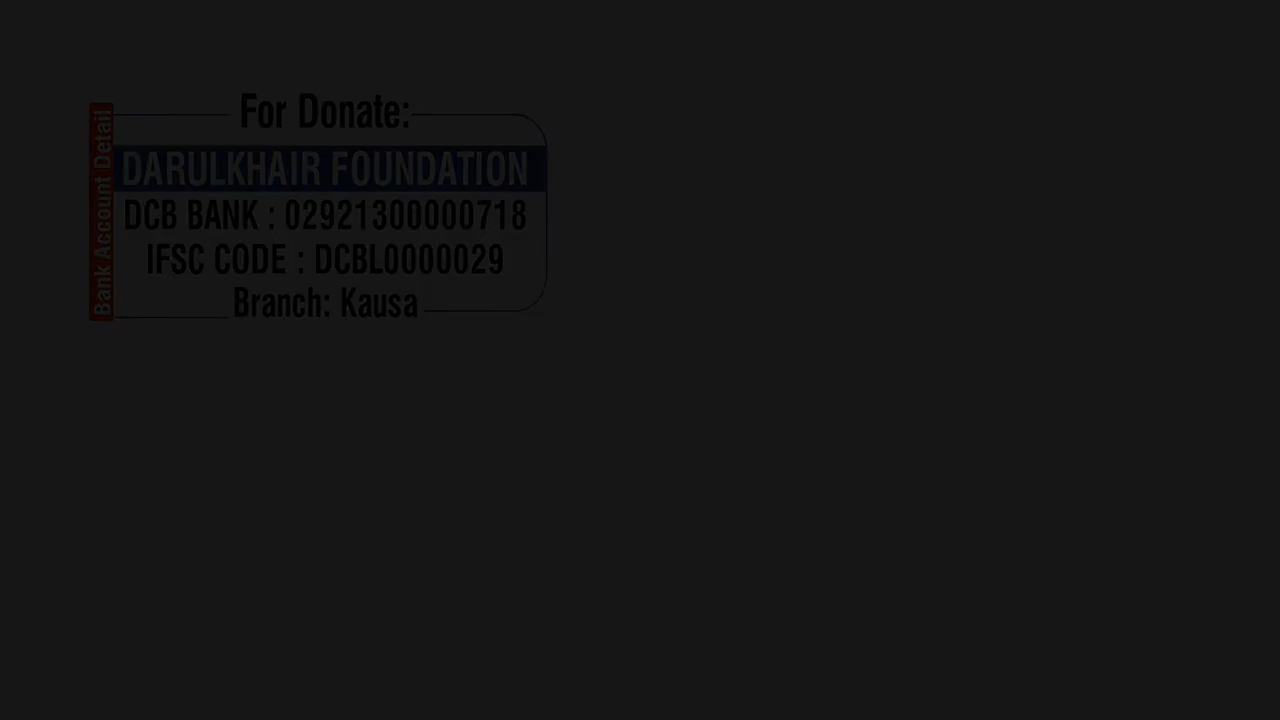 For Donate:
Bank Account Detail
DARULKHAIR FOUNDATION
DCB BANK : 02921300000718
IFSC CODE : DCBL0000029
Branch: Kausa